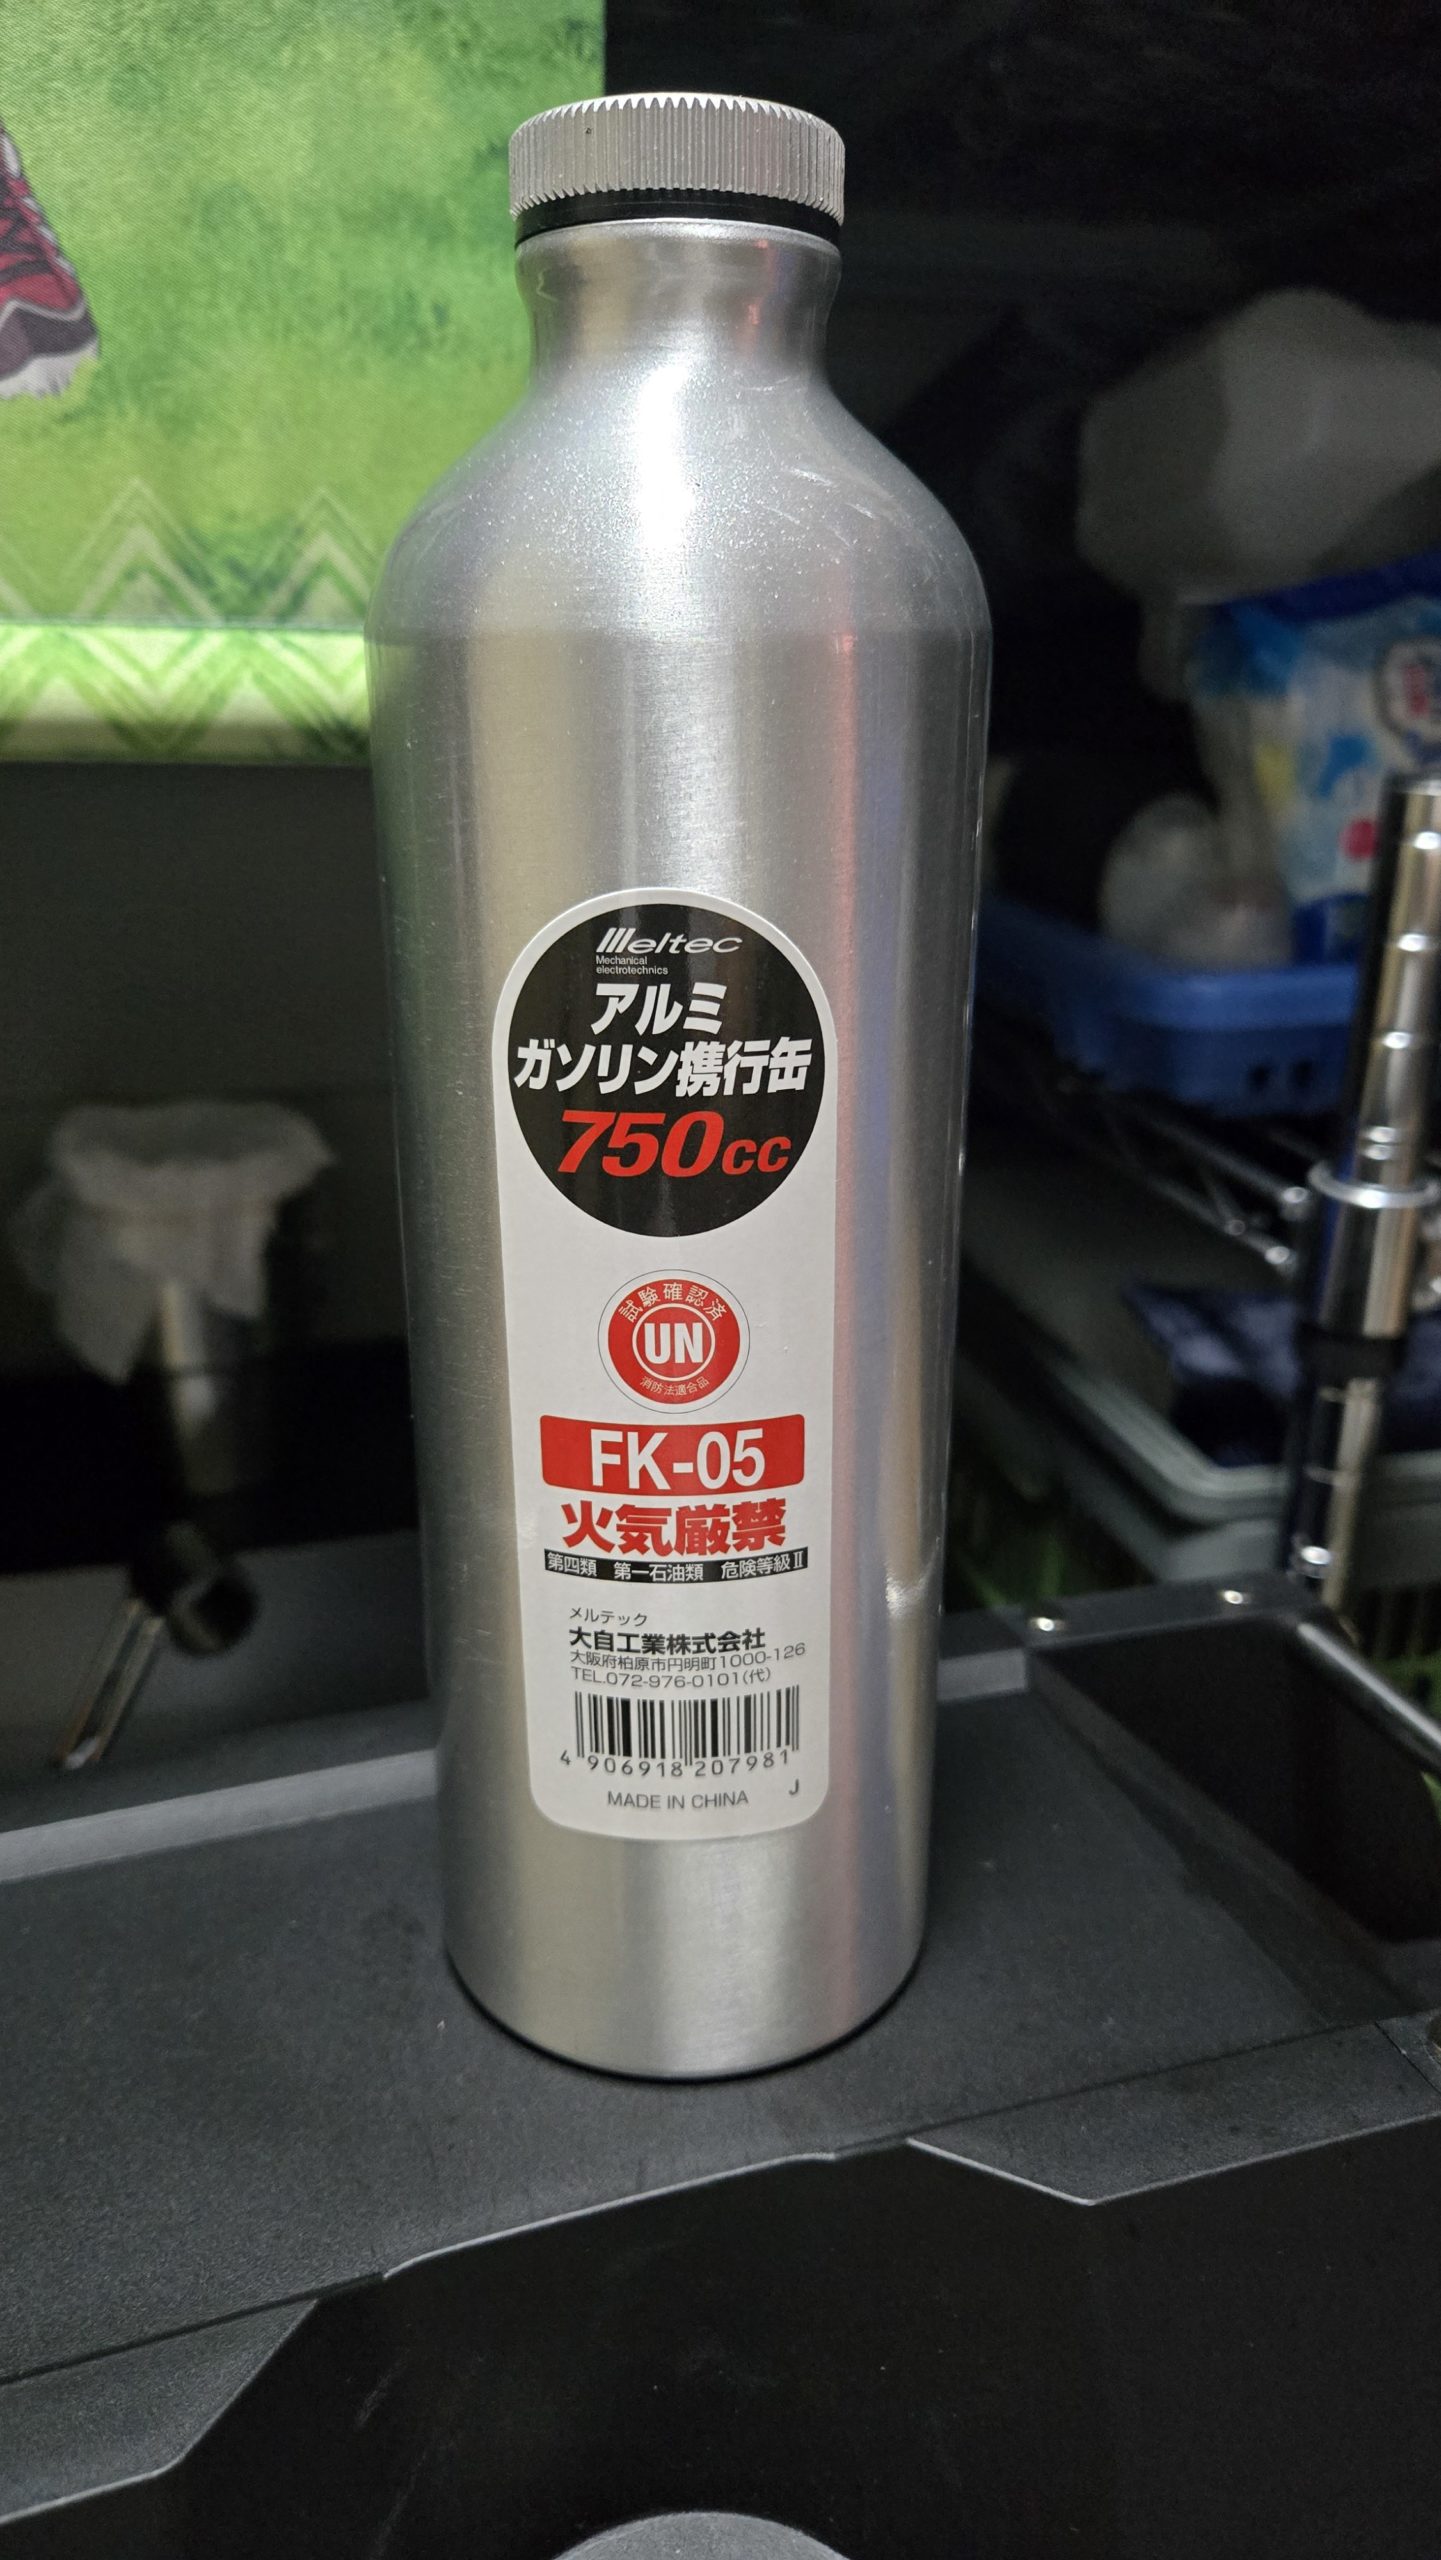 Meltec
Mechanical
electrotechnics
アルミ
ガソリン携行缶
750cc
試験確認済
UN
消防法適合品
FK-05
火気厳禁
第四類 第一石油類 危険等級Ⅱ
メルテック
大自工業株式会社
大阪府柏原市円明町1000-126
TEL.072-976-0101(代)
4 906918 207981
MADE IN CHINA J